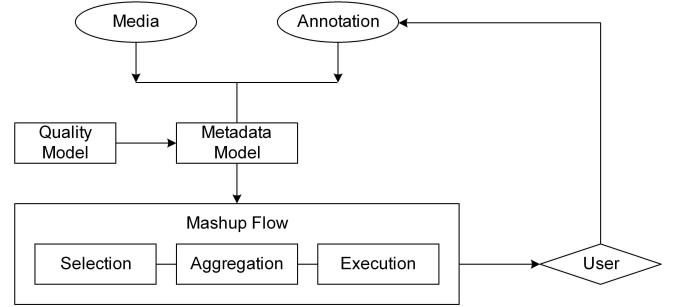 Media
Annotation
Quality
Model
Metadata
Model
Mashup Flow
Selection
Aggregation
Execution
User